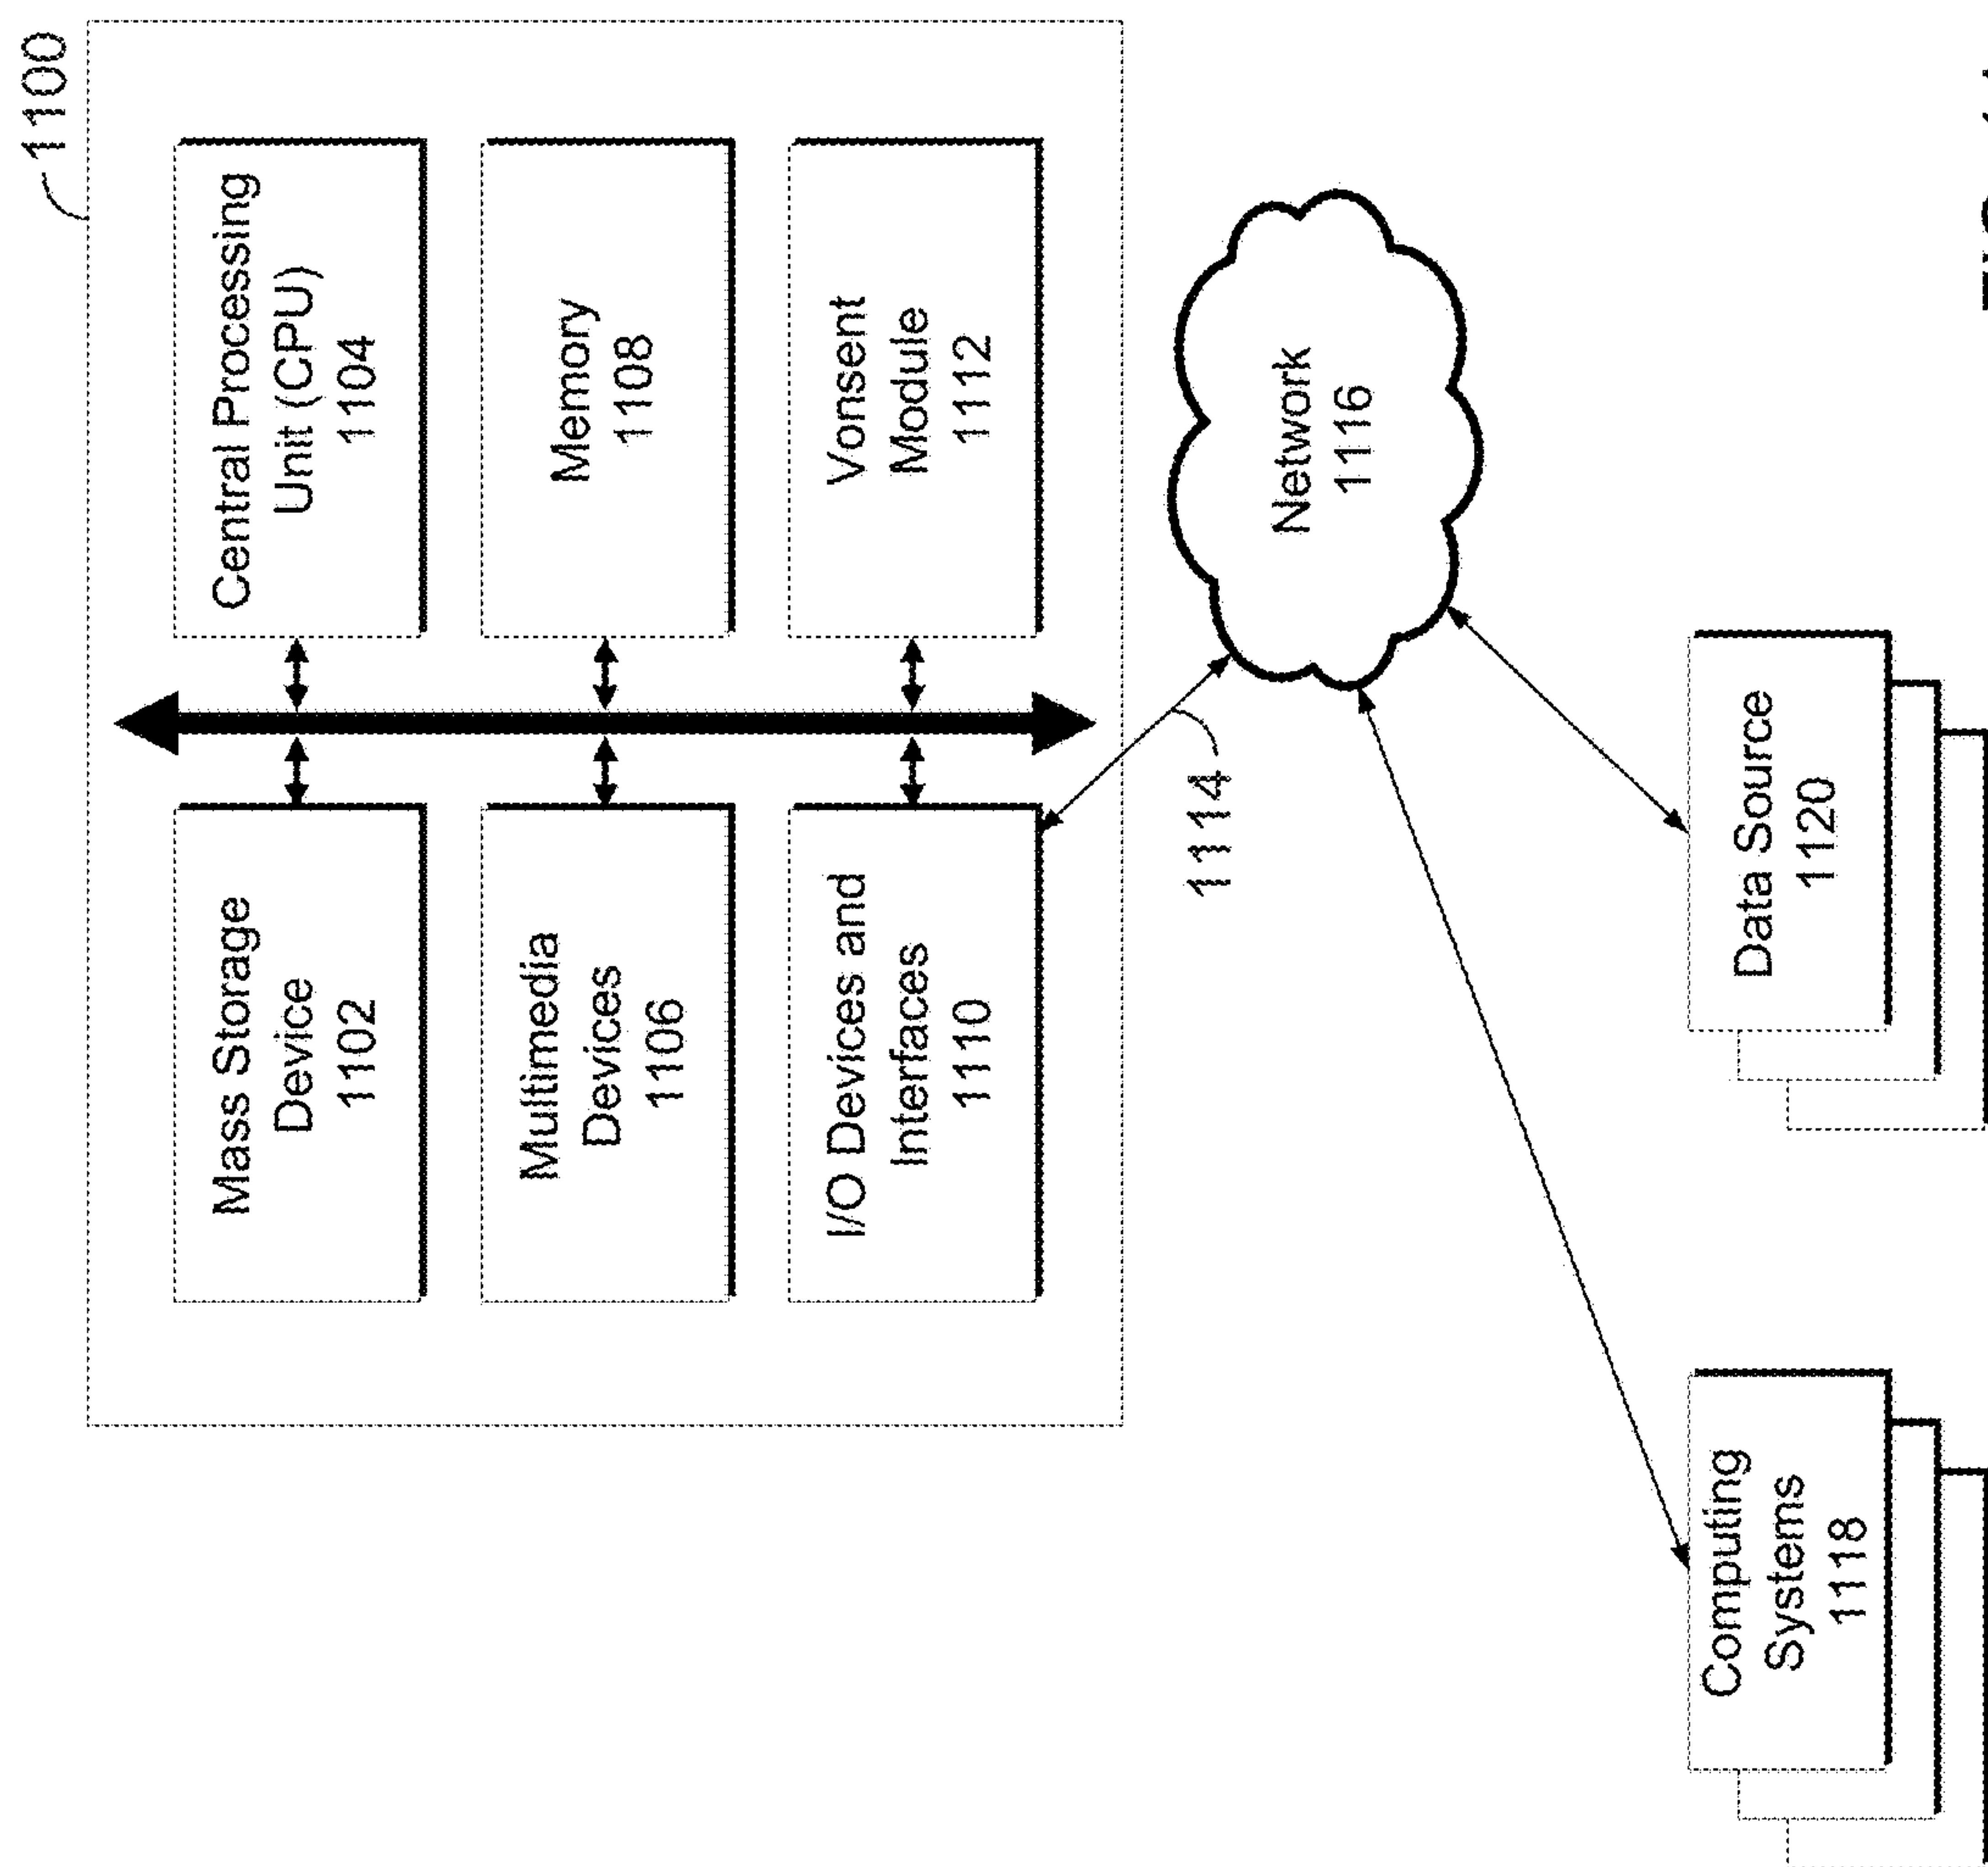 1100
Mass Storage
Device
1102
Central Processing
Unit (CPU)
1104
Multimedia
Devices
1106
Memory
1108
I/O Devices and
Interfaces
1110
Vonsent
Module
1112
1114
Network
1116
Computing
Systems
1118
Data Source
1120